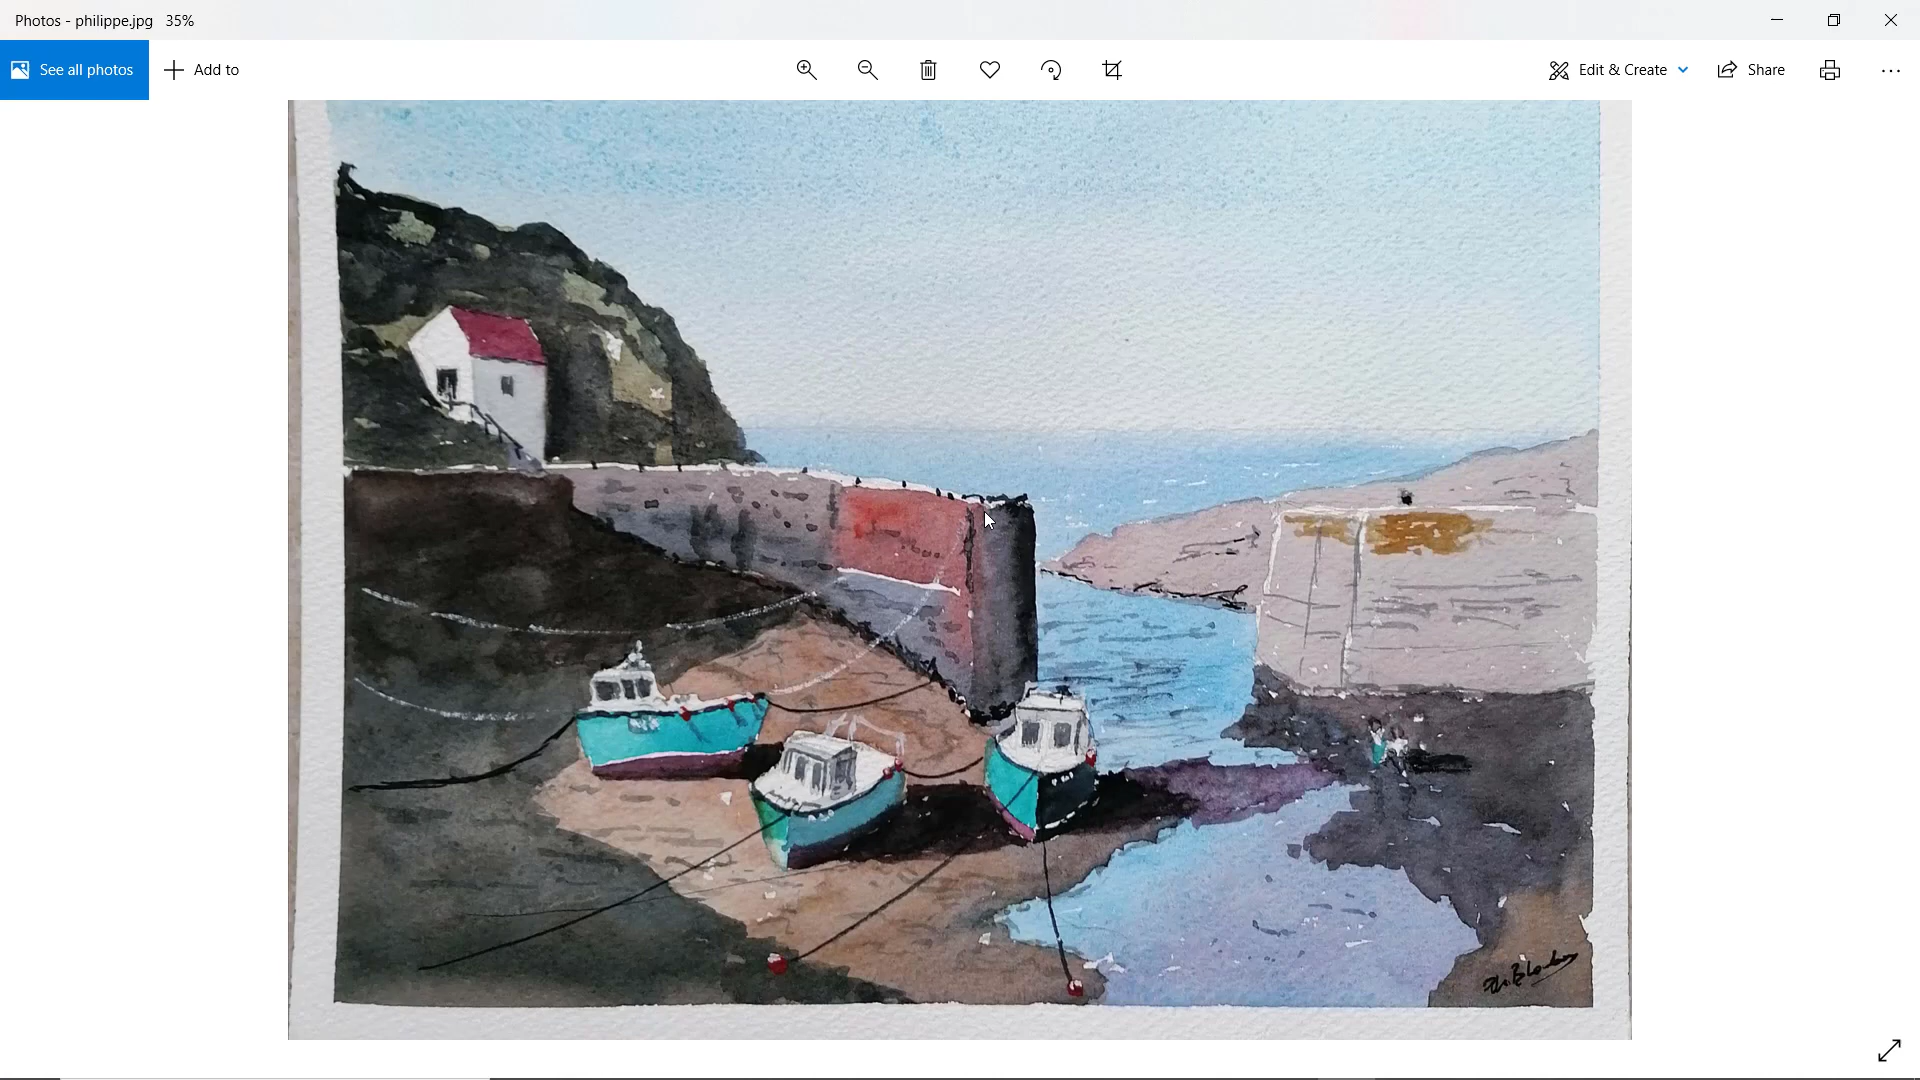 Photos - philippe.jpg 35%
See all photos
Add to
Edit & Create
Share